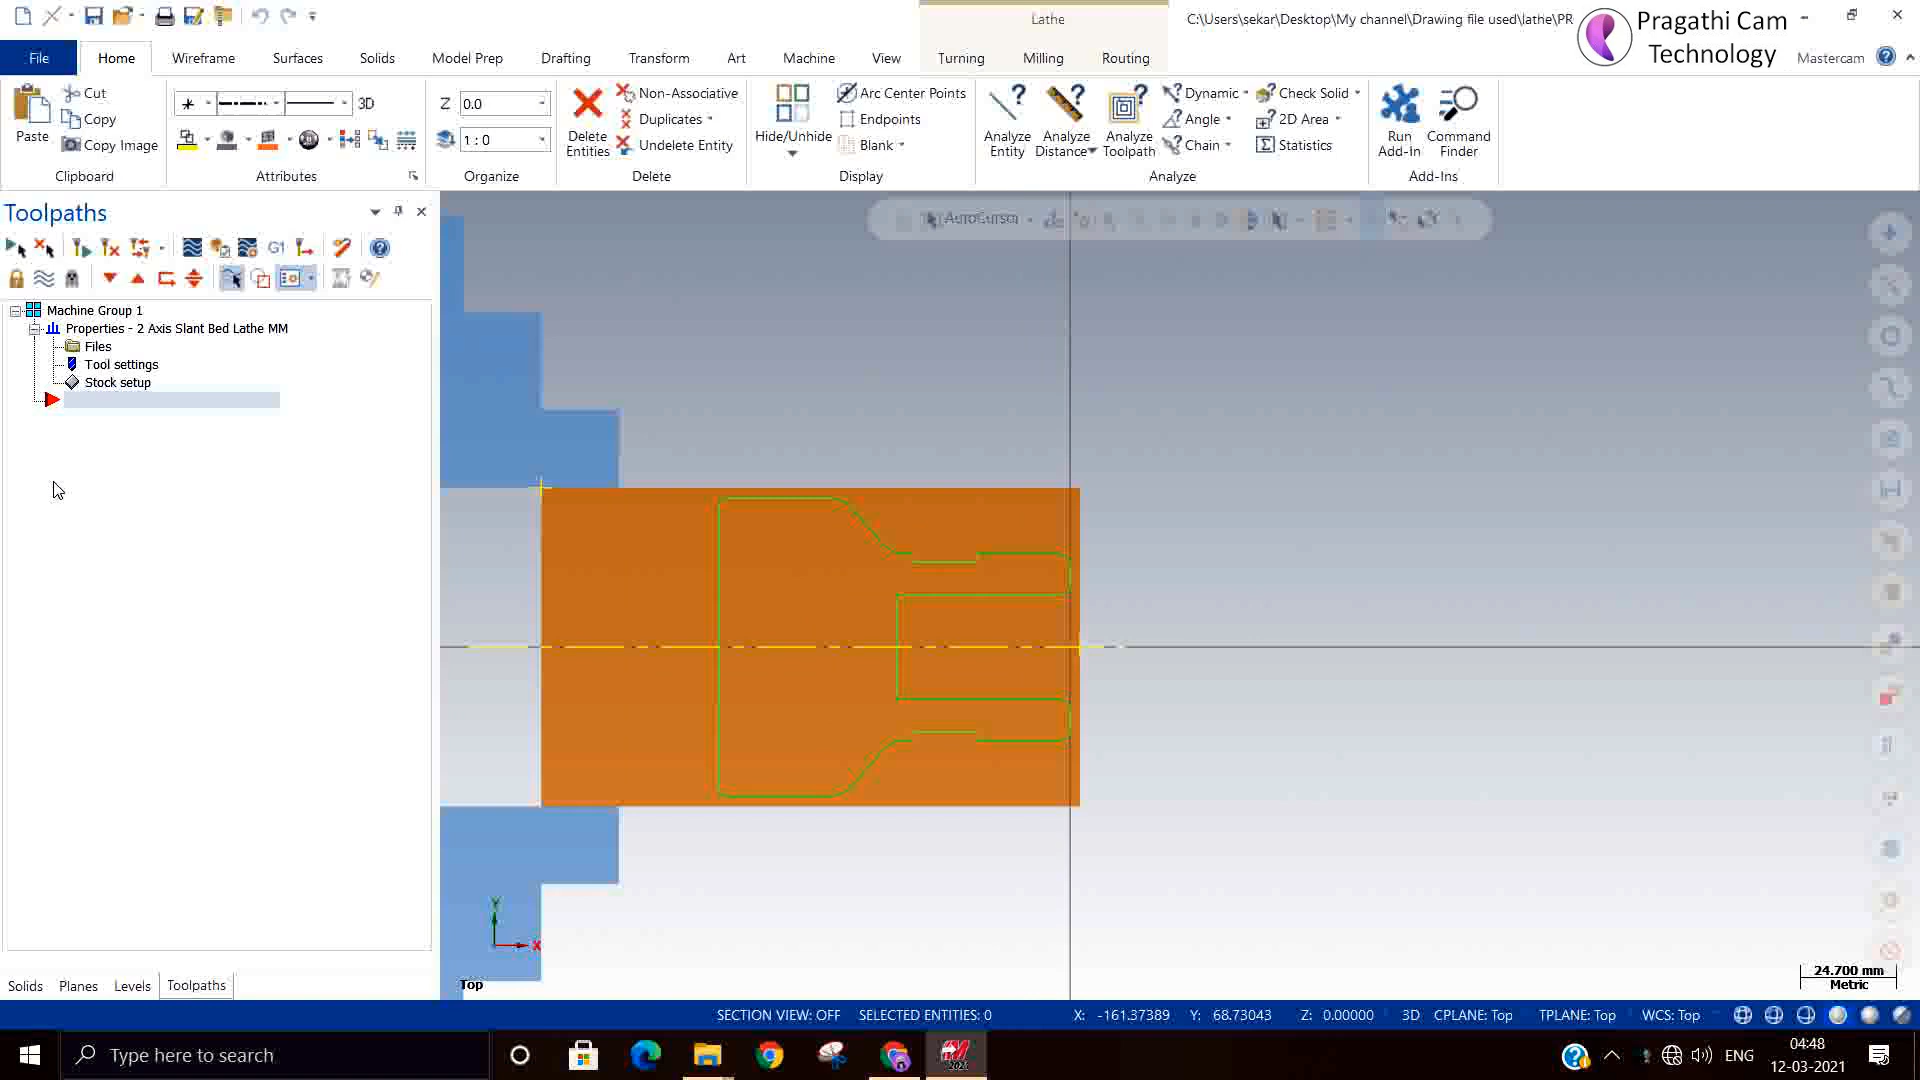 Lathe
C:\Users\sekar\Desktop\My channel\Drawing file used\lathe\PR
Pragathi Cam
Technology
File
Home
Wireframe
Surfaces
Solids
Model Prep
Drafting
Transform
Art
Machine
View
Turning
Milling
Routing
Mastercam
Paste
Cut
Copy
Copy Image
Clipboard
3D
Attributes
Z
0.0
1 : 0
Organize
Delete
Entities
Non-Associative
Duplicates
Undelete Entity
Delete
Hide/Unhide
Arc Center Points
Endpoints
Blank
Display
Analyze
Entity
Analyze
Distance
Analyze
Toolpath
Dynamic
Angle
Chain
Check Solid
2D Area
Statistics
Analyze
Run
Add-In
Command
Finder
Add-Ins
Toolpaths
G1
Machine Group 1
Properties - 2 Axis Slant Bed Lathe MM
Files
Tool settings
Stock setup
AutoCursor
Y
X
Top
24.700 mm
Metric
Solids
Planes
Levels
Toolpaths
SECTION VIEW: OFF
SELECTED ENTITIES: 0
X: -161.37389
Y: 68.73043
Z: 0.00000
3D
CPLANE: Top
TPLANE: Top
WCS: Top
Type here to search
2021
ENG
04:48
12-03-2021